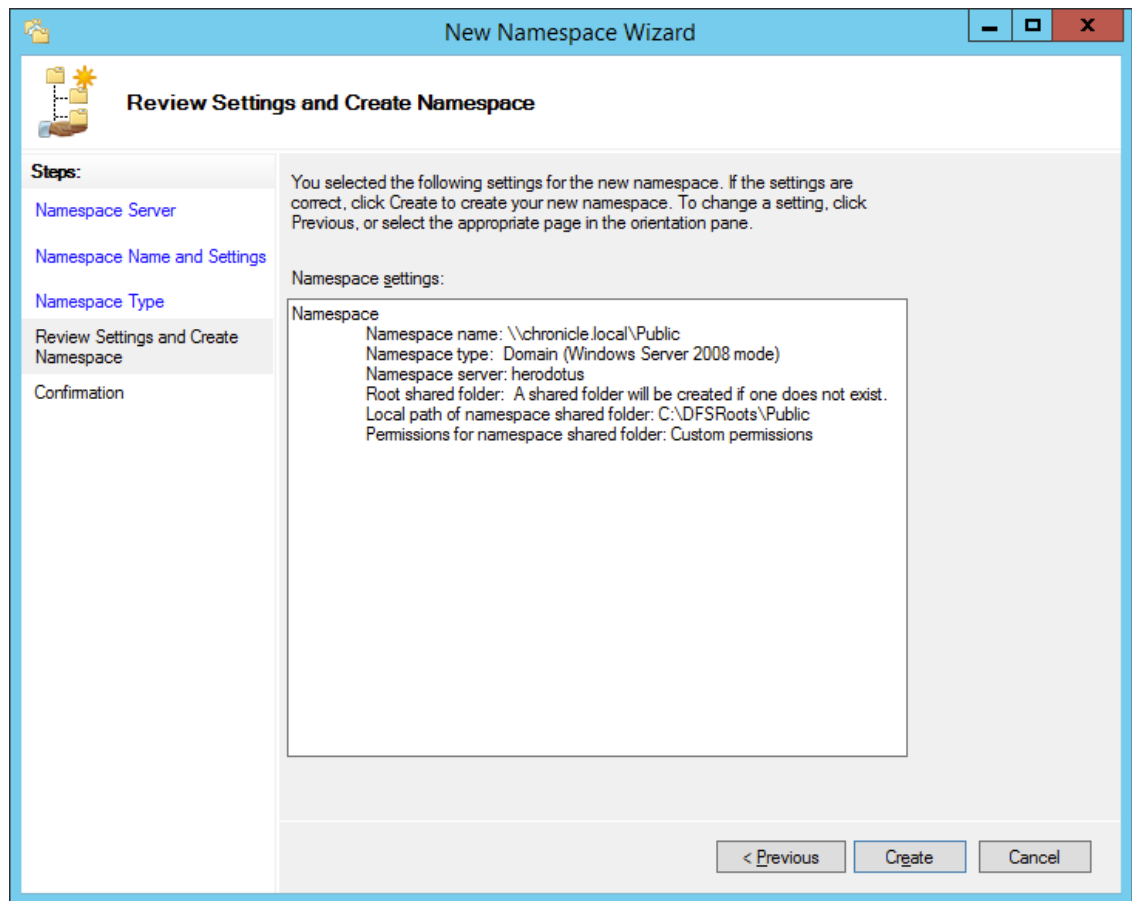 New Namespace Wizard
Review Settings and Create Namespace
Steps:
Namespace Server
Namespace Name and Settings
Namespace Type
Review Settings and Create
Namespace
Confirmation
You selected the following settings for the new namespace. If the settings are
correct, click Create to create your new namespace. To change a setting, click
Previous, or select the appropriate page in the orientation pane.
Namespace settings:
Namespace
Namespace name: \\chronicle.local\Public
Namespace type:  Domain (Windows Server 2008 mode)
Namespace server: herodotus
Root shared folder:  A shared folder will be created if one does not exist.
Local path of namespace shared folder: C:\DFSRoots\Public
Permissions for namespace shared folder: Custom permissions
< Previous
Create
Cancel